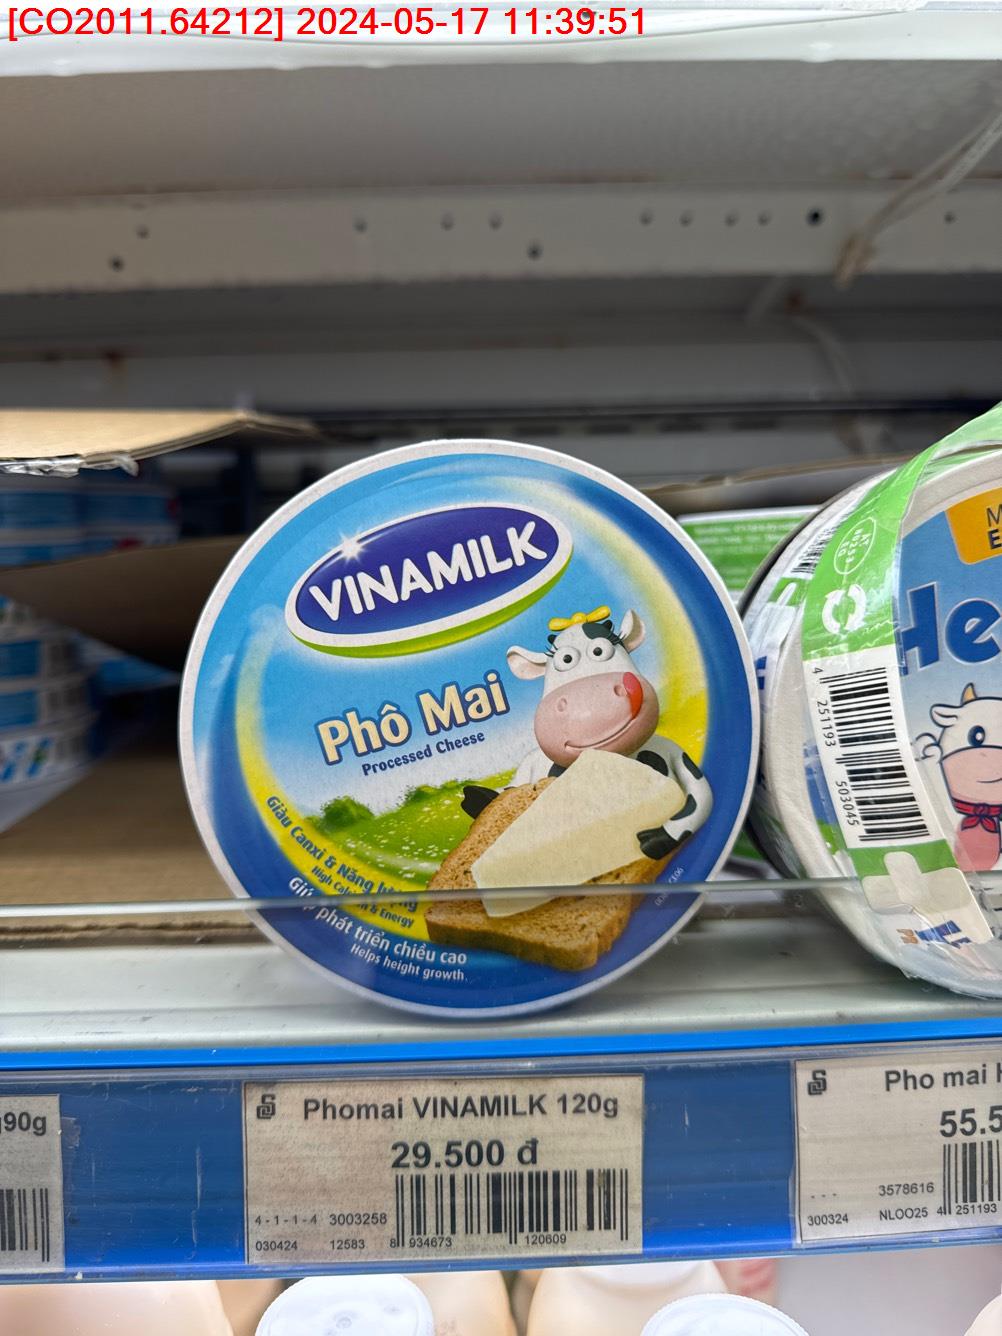 [CO2011.64212] 2024-05-17 11:39:51
VINAMILK
Phô Mai
Processed Cheese
Giàu Canxi & Năng lượng
High Calcium & Energy
Giúp phát triển chiều cao
Helps height growth
M
E
He
4 251193 503045
90g
Phomai VINAMILK 120g
29.500 đ
4 - 1 - 1 - 4 3003258
030424 12583 8 934673 120609
Pho mai H
55.5
- - - 3578616
300324 NLOO25 4 251193